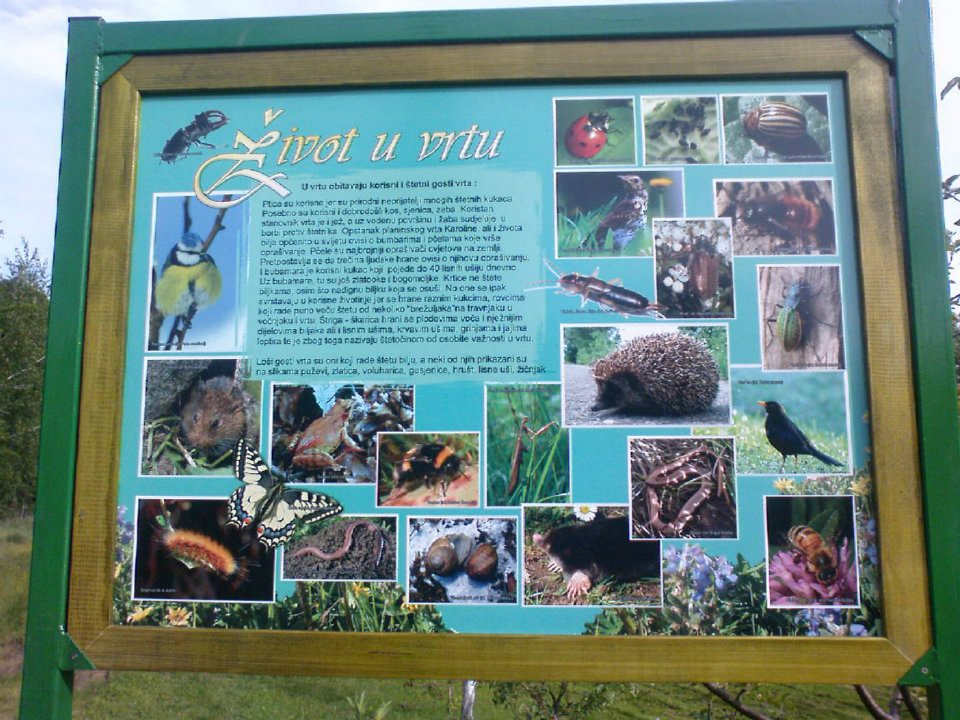 Život u vrtu
U vrtu obitavaju korisni i štetni gosti vrta :
Ptice su korisne jer su prirodni neprijatelj mnogih štetnih kukaca.
Posebno su korisni i dobrodošli kos, sjenica, zeba. Koristan
stanovnik vrta je i jež, a uz vodenu površinu i žaba sudjeluje u
borbi protiv štetnika. Opstanak planinskog vrta Karoline, ali i života
bilja općenito u svijetu ovisi o bumbarima i pčelama koje vrše
oprašivanje. Pčele su najbrojniji oprašivači cvjetova na zemlji.
Pretpostavlja se da trećina ljudske hrane ovisi o njihovu oprašivanju.
I bubamara je korisni kukac koji pojede do 40 lisnih ušiju dnevno.
Uz bubamare, tu su još zlatooke i bogomoljke. Krtice ne štete
biljkama, osim što nadignu biljku koja se osuši. No one se ipak
svrstavaju u korisne životinje jer se hrane raznim kukcima, rovcima
koji rade puno veću štetu od nekoliko "brežuljaka"na travnjaku u
voćnjaku i vrtu. Štriga - škarica hrani se plodovima voća i nježnijim
dijelovima biljaka ali i lisnim ušima, krvavim ušima, grinjama i jajima
leptira te je zbog toga nazivaju štetočinom od osobite važnosti u vrtu.
Loši gosti vrta su oni koji rade štetu bilju, a neki od njih prikazani su
na slikama puževi, zlatica, voluharica, gusjenice, hrušt, lisne uši, žičnjak...